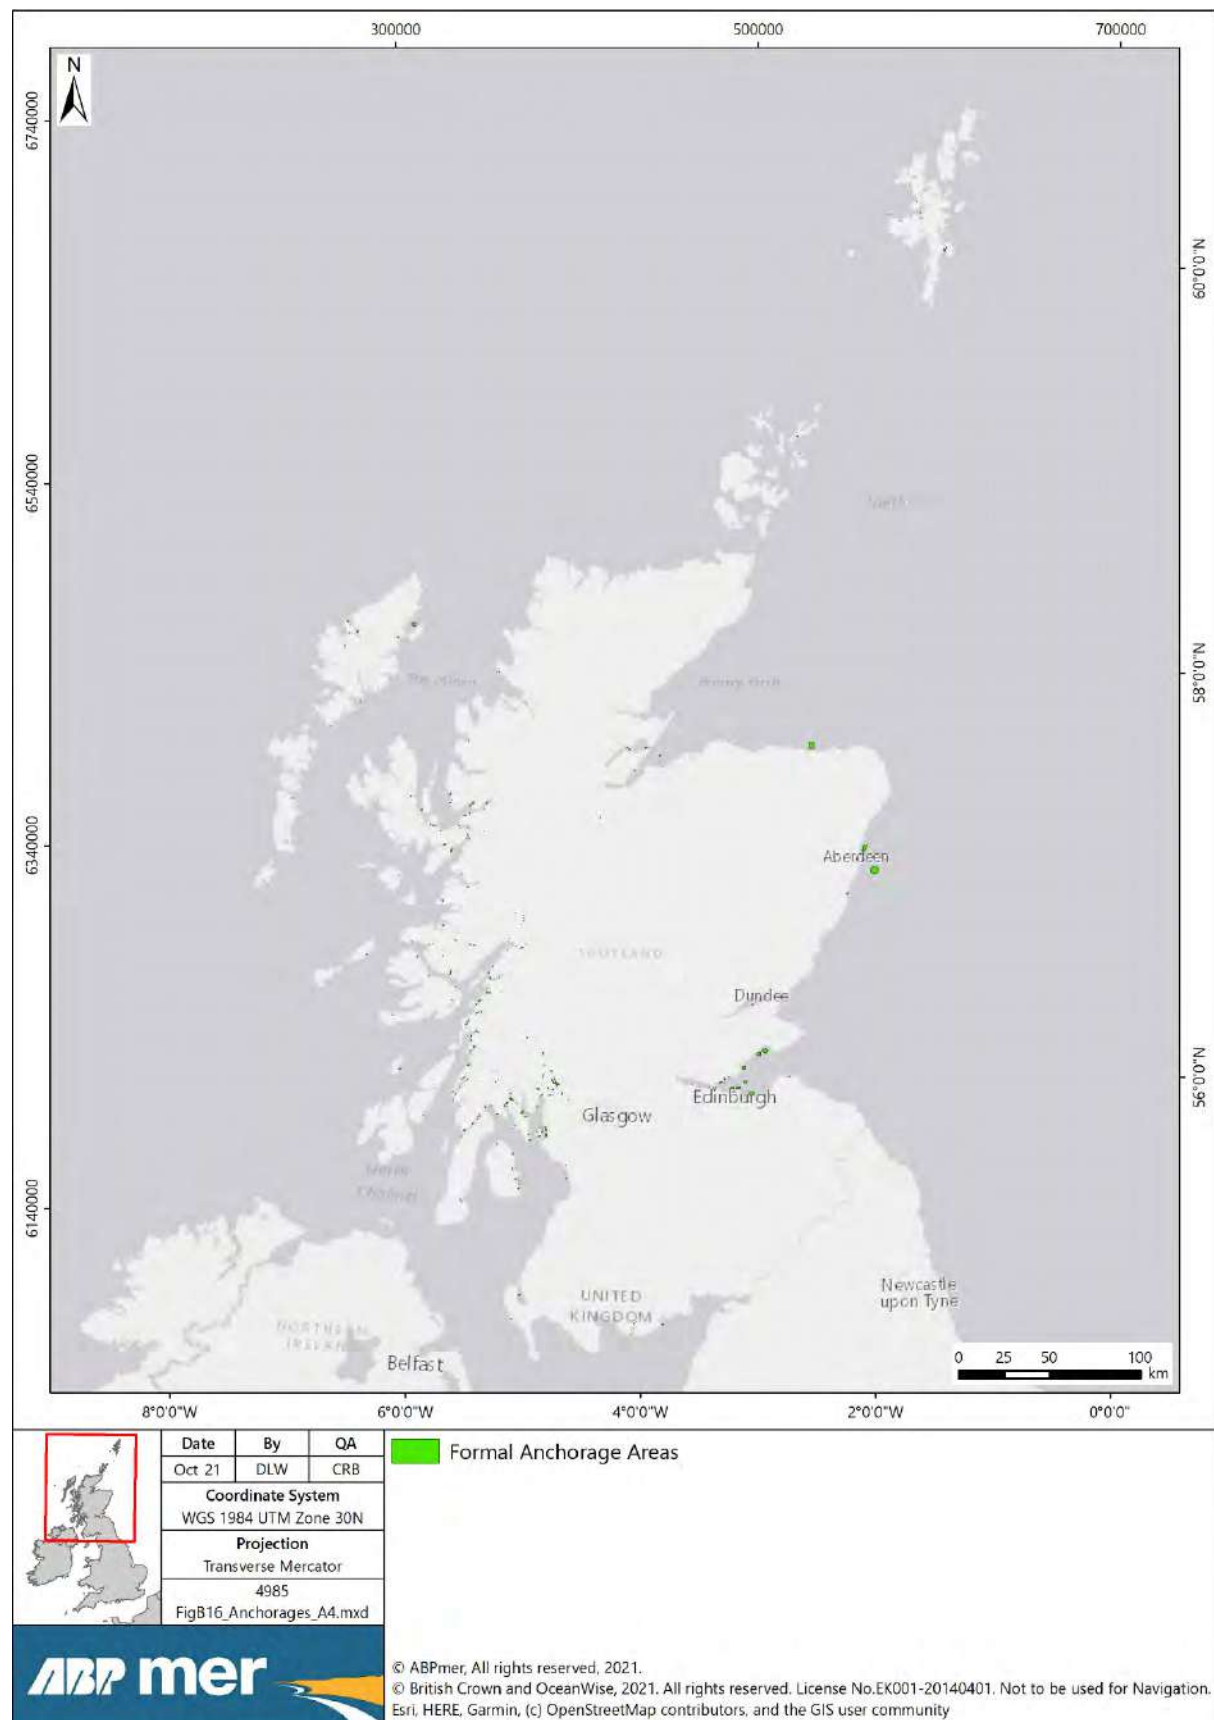 300000
500000
700000
N
6740000
60°0'0"N
6540000
58°0'0"N
6340000
Aberdeen
SCOTLAND
Dundee
56°0'0"N
Edinburgh
Glasgow
6140000
Newcastle
upon Tyne
UNITED
KINGDOM
NORTHERN
IRELAND
Belfast
0 25 50 100
km
8°0'0"W
6°0'0"W
4°0'0"W
2°0'0"W
0°0'0"
Date By QA
Oct 21 DLW CRB
Coordinate System
WGS 1984 UTM Zone 30N
Projection
Transverse Mercator
4985
FigB16_Anchorages_A4.mxd
Formal Anchorage Areas
ABPmer
© ABPmer, All rights reserved, 2021.
© British Crown and OceanWise, 2021. All rights reserved. License No.EK001-20140401. Not to be used for Navigation.
Esri, HERE, Garmin, (c) OpenStreetMap contributors, and the GIS user community